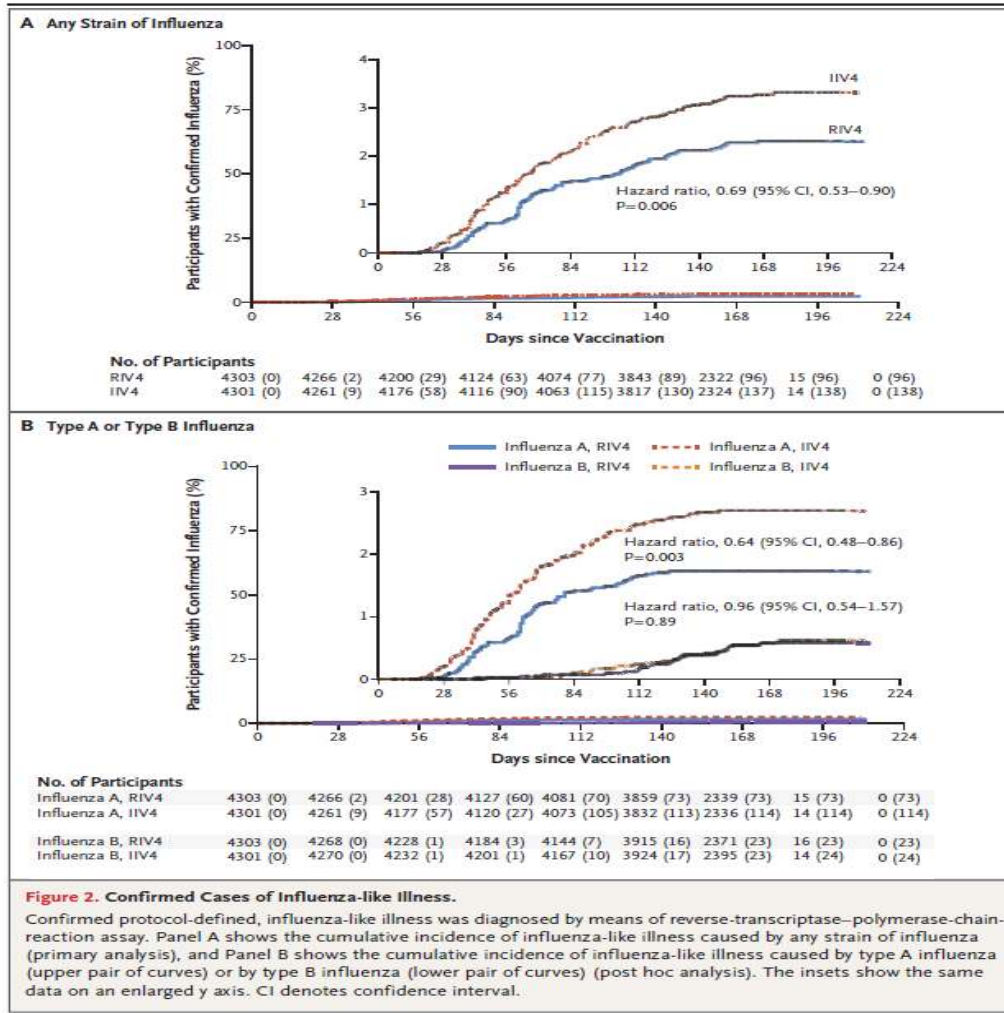 A Any Strain of Influenza
Participants with Confirmed Influenza (%)
100
75
50
25
0
4
3
2
1
0
IIV4
RIV4
Hazard ratio, 0.69 (95% CI, 0.53–0.90)
P=0.006
0 28 56 84 112 140 168 196 224
0 28 56 84 112 140 168 196 224
Days since Vaccination
No. of Participants
RIV4 4303 (0) 4266 (2) 4200 (29) 4124 (63) 4074 (77) 3843 (89) 2322 (96) 15 (96) 0 (96)
IIV4 4301 (0) 4261 (9) 4176 (58) 4116 (90) 4063 (115) 3817 (130) 2324 (137) 14 (138) 0 (138)
B Type A or Type B Influenza
Influenza A, RIV4 Influenza A, IIV4
Influenza B, RIV4 Influenza B, IIV4
Participants with Confirmed Influenza (%)
100
75
50
25
0
3
2
1
0
Hazard ratio, 0.64 (95% CI, 0.48–0.86)
P=0.003
Hazard ratio, 0.96 (95% CI, 0.54–1.57)
P=0.89
0 28 56 84 112 140 168 196 224
0 28 56 84 112 140 168 196 224
Days since Vaccination
No. of Participants
Influenza A, RIV4 4303 (0) 4266 (2) 4201 (28) 4127 (60) 4081 (70) 3859 (73) 2339 (73) 15 (73) 0 (73)
Influenza A, IIV4 4301 (0) 4261 (9) 4177 (57) 4120 (27) 4073 (105) 3832 (113) 2336 (114) 14 (114) 0 (114)
Influenza B, RIV4 4303 (0) 4268 (0) 4228 (1) 4184 (3) 4144 (7) 3915 (16) 2371 (23) 16 (23) 0 (23)
Influenza B, IIV4 4301 (0) 4270 (0) 4232 (1) 4201 (1) 4167 (10) 3924 (17) 2395 (23) 14 (24) 0 (24)
Figure 2. Confirmed Cases of Influenza-like Illness.
Confirmed protocol-defined, influenza-like illness was diagnosed by means of reverse-transcriptase–polymerase-chain-
reaction assay. Panel A shows the cumulative incidence of influenza-like illness caused by any strain of influenza
(primary analysis), and Panel B shows the cumulative incidence of influenza-like illness caused by type A influenza
(upper pair of curves) or by type B influenza (lower pair of curves) (post hoc analysis). The insets show the same
data on an enlarged y axis. CI denotes confidence interval.